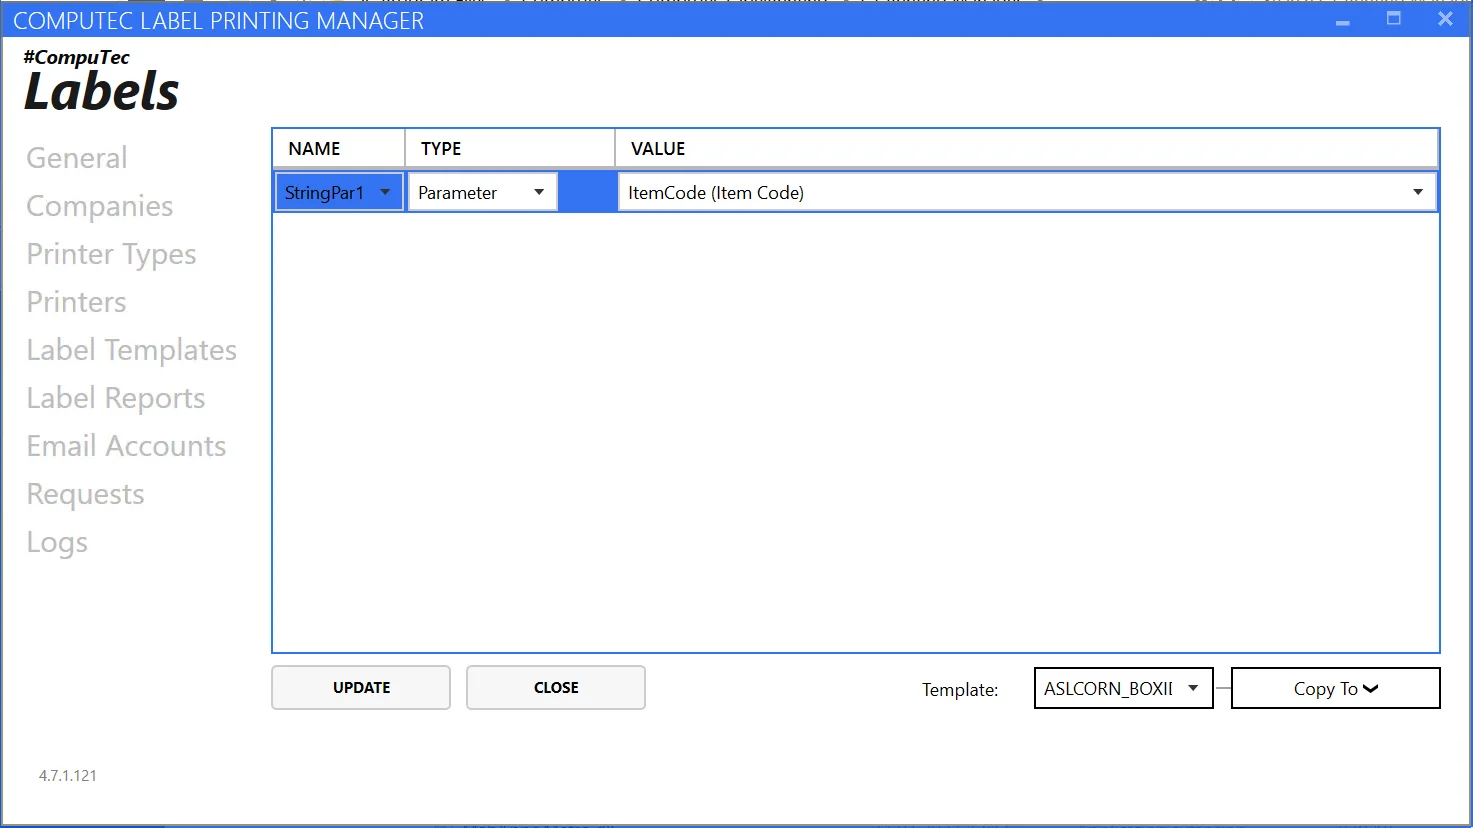 COMPUTEC LABEL PRINTING MANAGER
#CompuTec
Labels
General
Companies
Printer Types
Printers
Label Templates
Label Reports
Email Accounts
Requests
Logs
NAME TYPE VALUE
StringPar1 Parameter ItemCode (Item Code)
UPDATE CLOSE Template: ASLCORN_BOXII Copy To
4.7.1.121